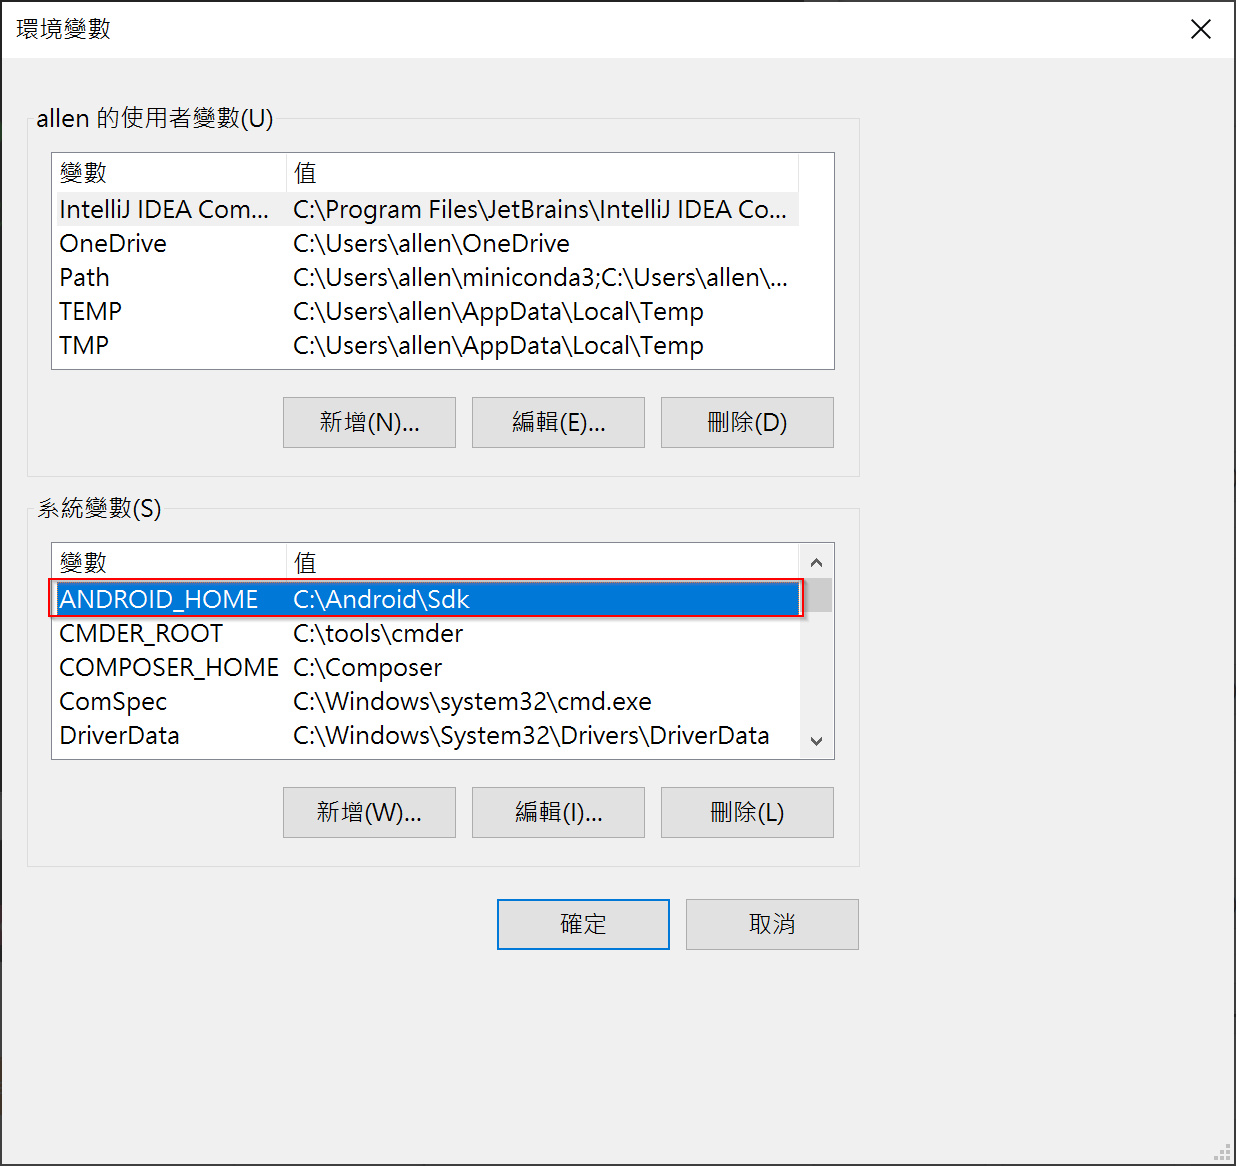 環境變數
allen 的使用者變數(U)
變數 值
IntelliJ IDEA Com... C:\Program Files\JetBrains\IntelliJ IDEA Co...
OneDrive C:\Users\allen\OneDrive
Path C:\Users\allen\miniconda3;C:\Users\allen\...
TEMP C:\Users\allen\AppData\Local\Temp
TMP C:\Users\allen\AppData\Local\Temp
新增(N)... 編輯(E)... 刪除(D)
系統變數(S)
變數 值
ANDROID_HOME C:\Android\Sdk
CMDER_ROOT C:\tools\cmder
COMPOSER_HOME C:\Composer
ComSpec C:\Windows\system32\cmd.exe
DriverData C:\Windows\System32\Drivers\DriverData
新增(W)... 編輯(I)... 刪除(L)
確定 取消